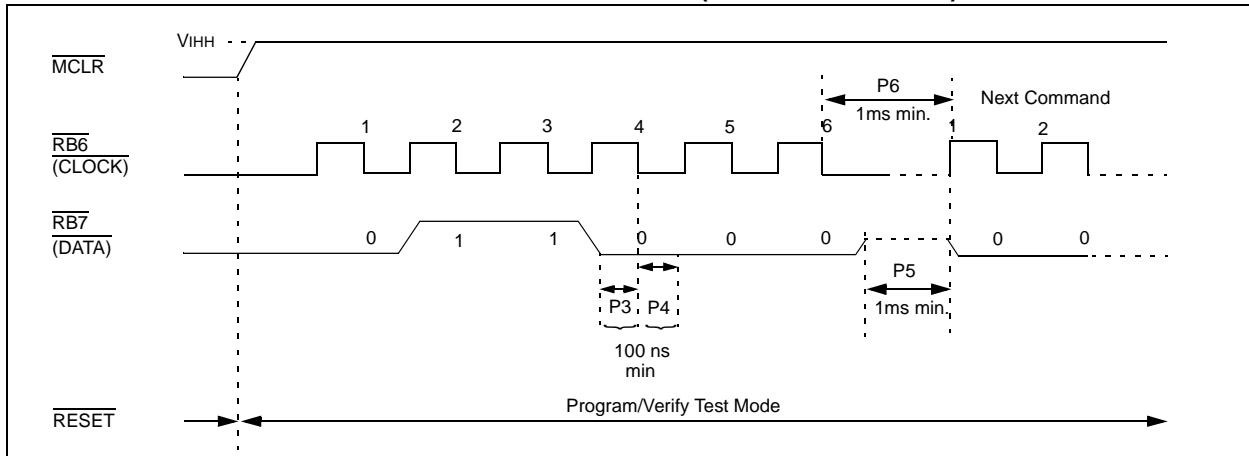 VIHH
MCLR
P6
1ms min.
Next Command
1 2 3 4 5 6 1 2
RB6
(CLOCK)
RB7
(DATA)
0 1 1 0 0 0 0 0
P5
1ms min.
P3 P4
100 ns
min
RESET
Program/Verify Test Mode